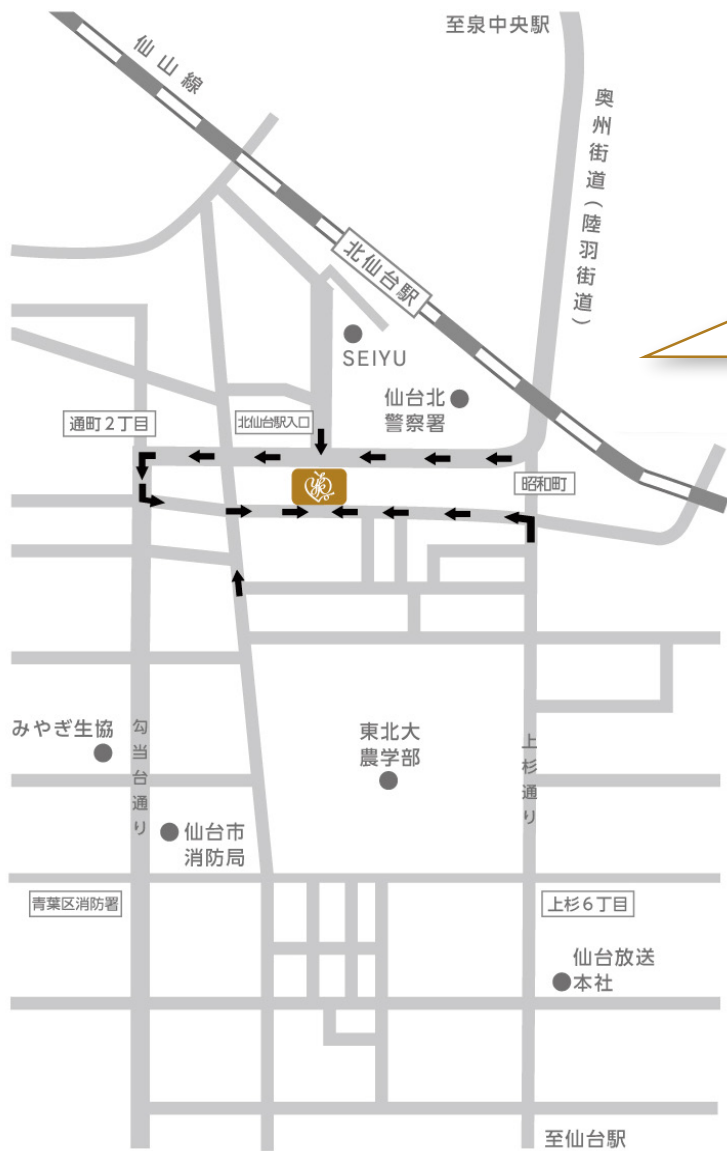 至泉中央駅
仙山線
奥州街道(陸羽街道)
北仙台駅
SEIYU
仙台北
警察署
通町2丁目
北仙台駅入口
昭和町
みやぎ生協
勾当台通り
東北大
農学部
上杉通り
仙台市
消防局
青葉区消防署
上杉6丁目
仙台放送
本社
至仙台駅